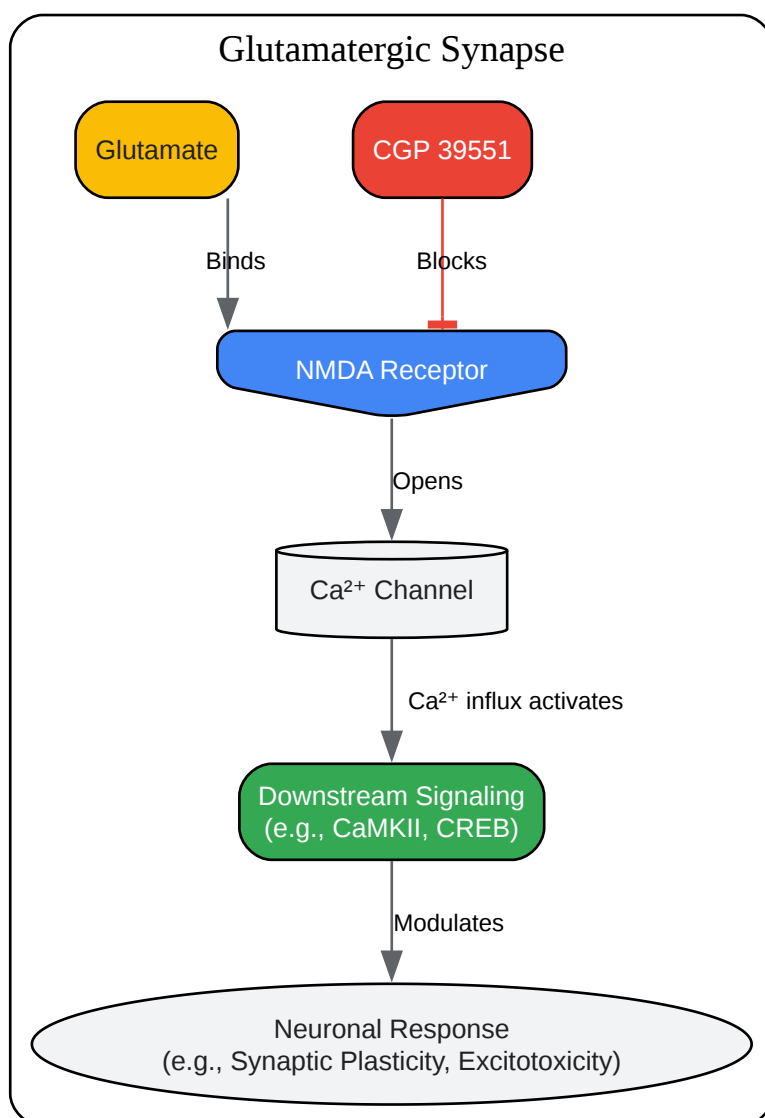 Glutamatergic Synapse
Glutamate
CGP 39551
Binds
Blocks
NMDA Receptor
Opens
Ca²⁺ Channel
Ca²⁺ influx activates
Downstream Signaling
(e.g., CaMKII, CREB)
Modulates
Neuronal Response
(e.g., Synaptic Plasticity, Excitotoxicity)